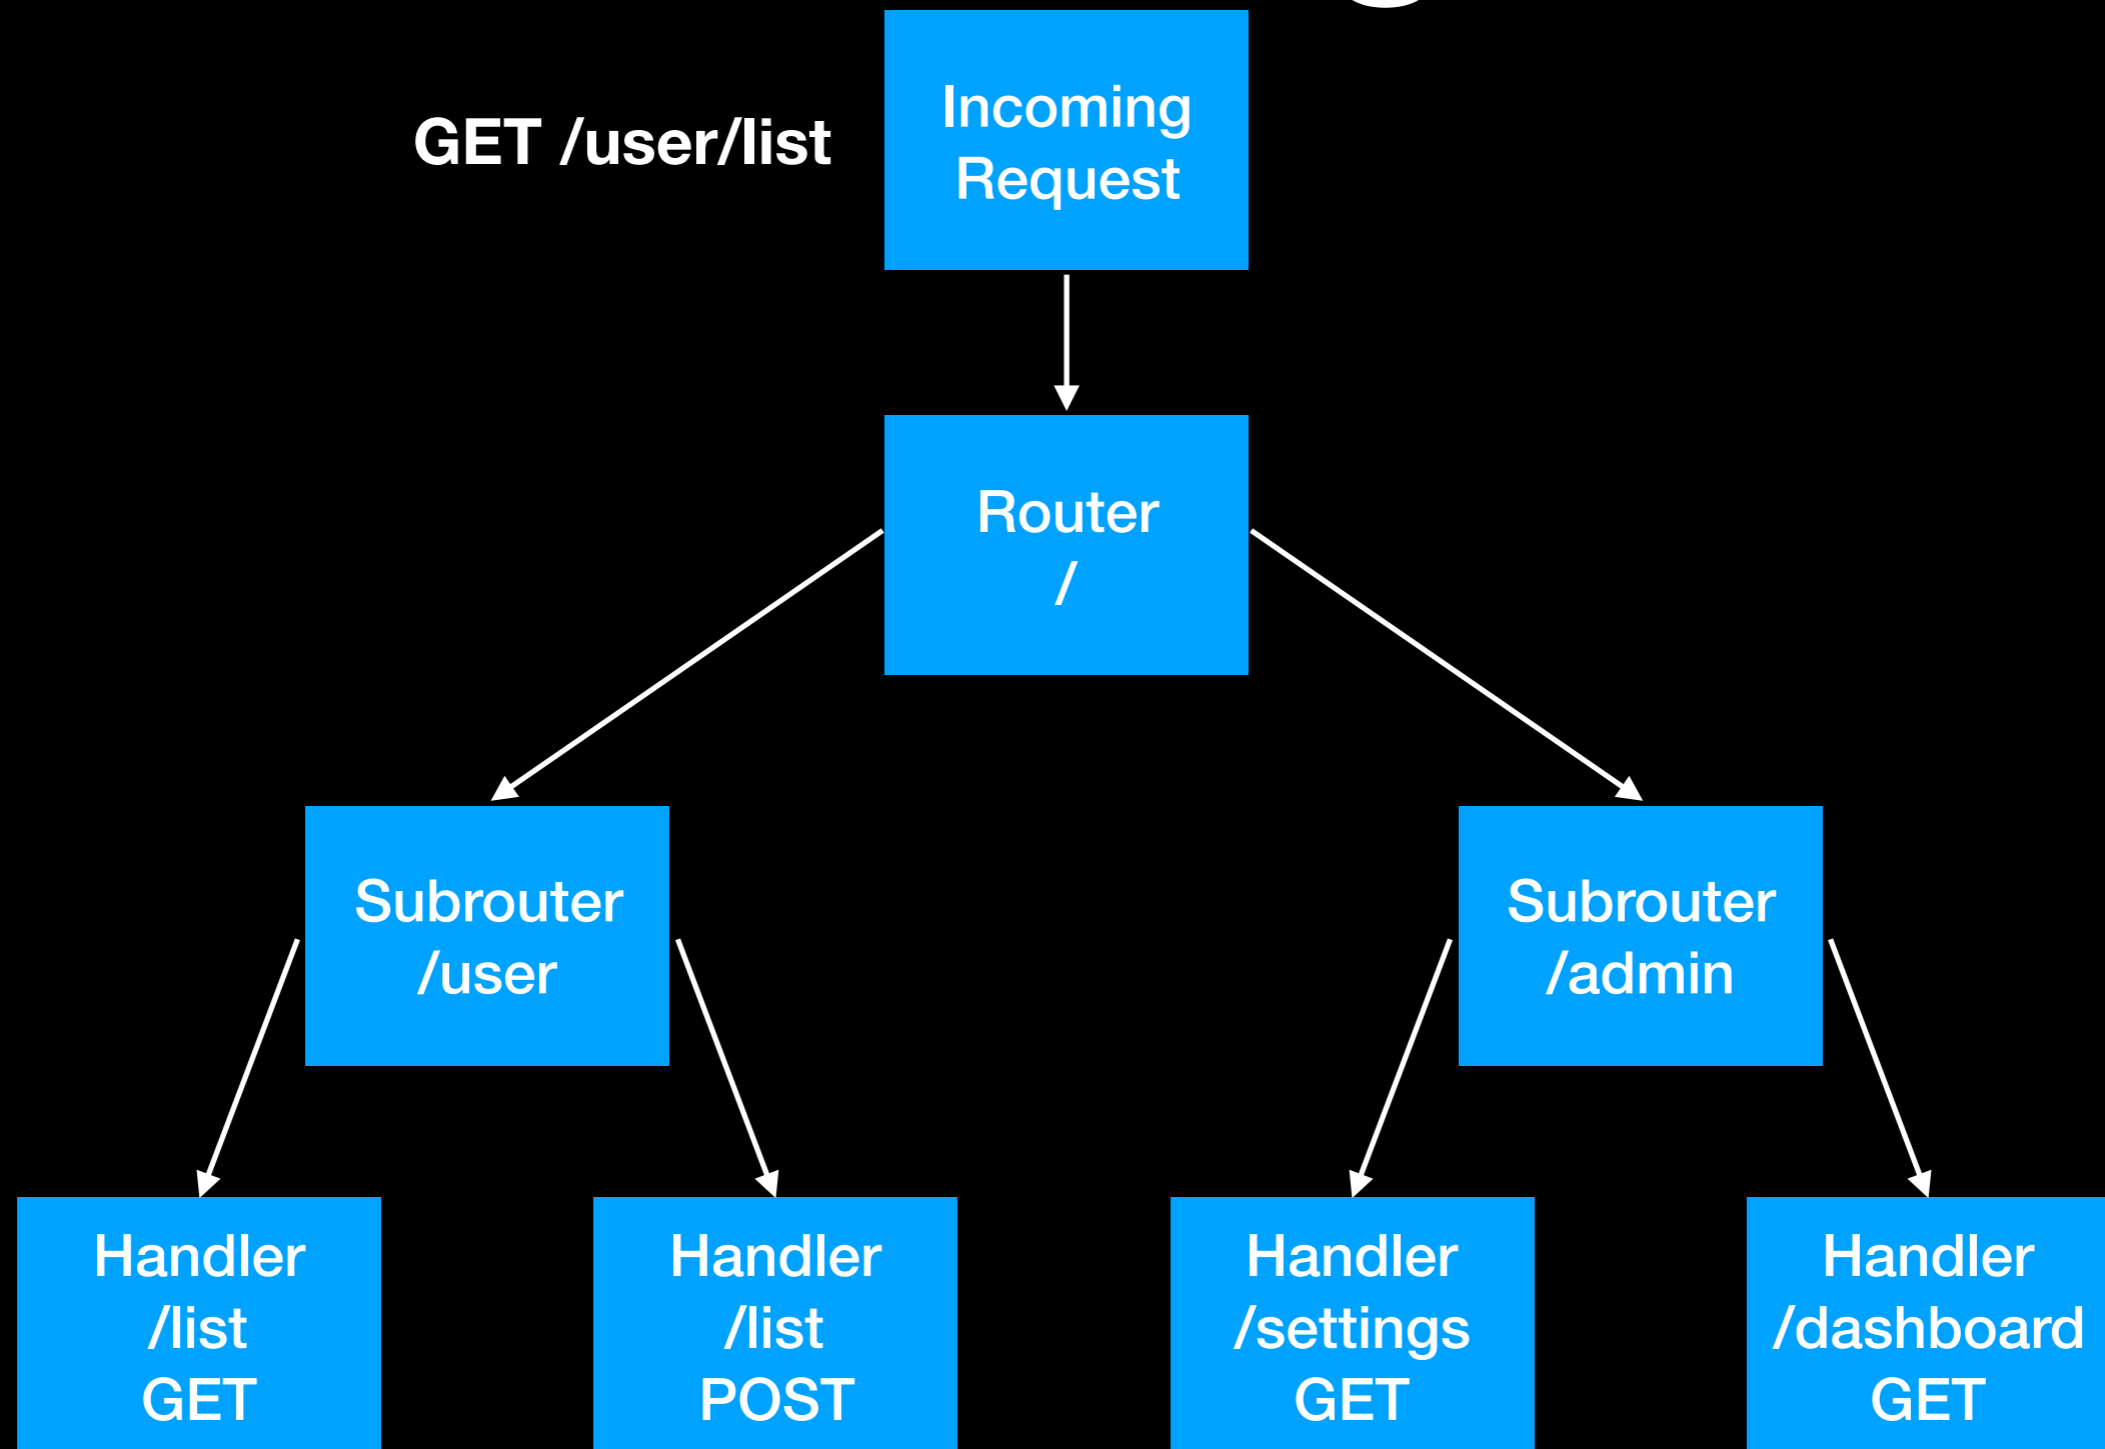 GET /user/list
Incoming
Request
Router
/
Subrouter
/user
Subrouter
/admin
Handler
/list
GET
Handler
/list
POST
Handler
/settings
GET
Handler
/dashboard
GET